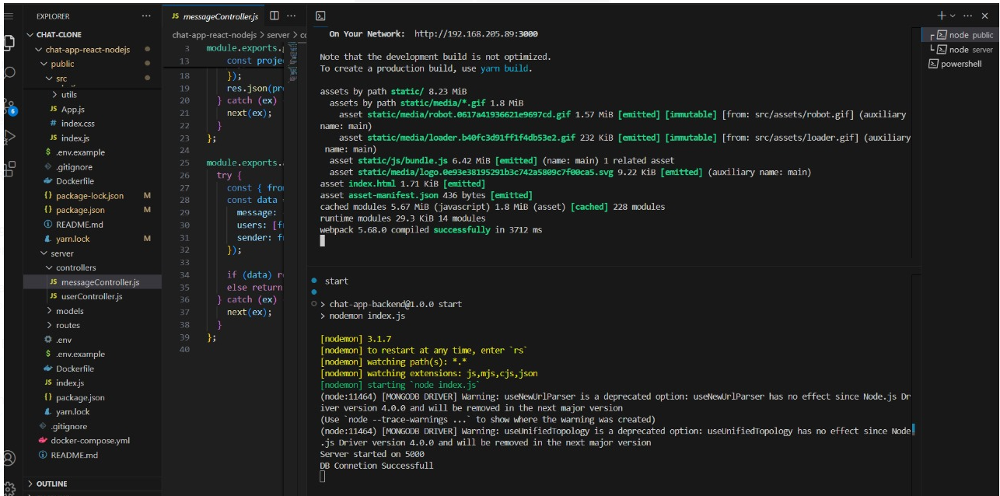 EXPLORER
CHAT-CLONE
chat-app-react-nodejs
public
src
utils
JS App.js
# index.css
JS index.js
$ .env.example
.gitignore
Dockerfile
{} package-lock.json M
{} package.json M
README.md
yarn.lock M
server
controllers
JS messageController.js
JS userController.js
models
routes
.env
$ .env.example
Dockerfile
JS index.js
{} package.json
yarn.lock
.gitignore
docker-compose.yml
README.md
OUTLINE
6
JS messageController.js
chat-app-react-nodejs > server > co
3 module.exports.
13 const proje
18 });
19 res.json(pr
20 } catch (ex)
21 next(ex);
22 }
23 };
24
25 module.exports.
26 try {
27 const { fro
28 const data =
29 message:
30 users: [f
31 sender: f
32 });
33
34 if (data) r
35 else return
36 } catch (ex)
37 next(ex);
38 }
39 };
40
On Your Network: http://192.168.205.89:3000
Note that the development build is not optimized.
To create a production build, use yarn build.
assets by path static/ 8.23 MiB
assets by path static/media/*.gif 1.8 MiB
asset static/media/robot.0617a41936621e9697cd.gif 1.57 MiB [emitted] [immutable] [from: src/assets/robot.gif] (auxiliary
name: main)
asset static/media/loader.b40fc3d91ff1f4db53e2.gif 232 KiB [emitted] [immutable] [from: src/assets/loader.gif] (auxiliary
name: main)
asset static/js/bundle.js 6.42 MiB [emitted] (name: main) 1 related asset
asset static/media/logo.0e93e38195291b3c742a5809c7f00ca5.svg 9.22 KiB [emitted] (auxiliary name: main)
asset index.html 1.71 KiB [emitted]
asset asset-manifest.json 436 bytes [emitted]
cached modules 5.67 MiB (javascript) 1.8 MiB (asset) [cached] 228 modules
runtime modules 29.3 KiB 14 modules
webpack 5.68.0 compiled successfully in 3712 ms
start
> chat-app-backend@1.0.0 start
> nodemon index.js
[nodemon] 3.1.7
[nodemon] to restart at any time, enter `rs`
[nodemon] watching path(s): *.*
[nodemon] watching extensions: js,mjs,cjs,json
[nodemon] starting `node index.js`
(node:11464) [MONGODB DRIVER] Warning: useNewUrlParser is a deprecated option: useNewUrlParser has no effect since Node.js Dr
iver version 4.0.0 and will be removed in the next major version
(Use `node --trace-warnings ...` to show where the warning was created)
(node:11464) [MONGODB DRIVER] Warning: useUnifiedTopology is a deprecated option: useUnifiedTopology has no effect since Node
.js Driver version 4.0.0 and will be removed in the next major version
Server started on 5000
DB Connetion Successfull
node public
node server
powershell